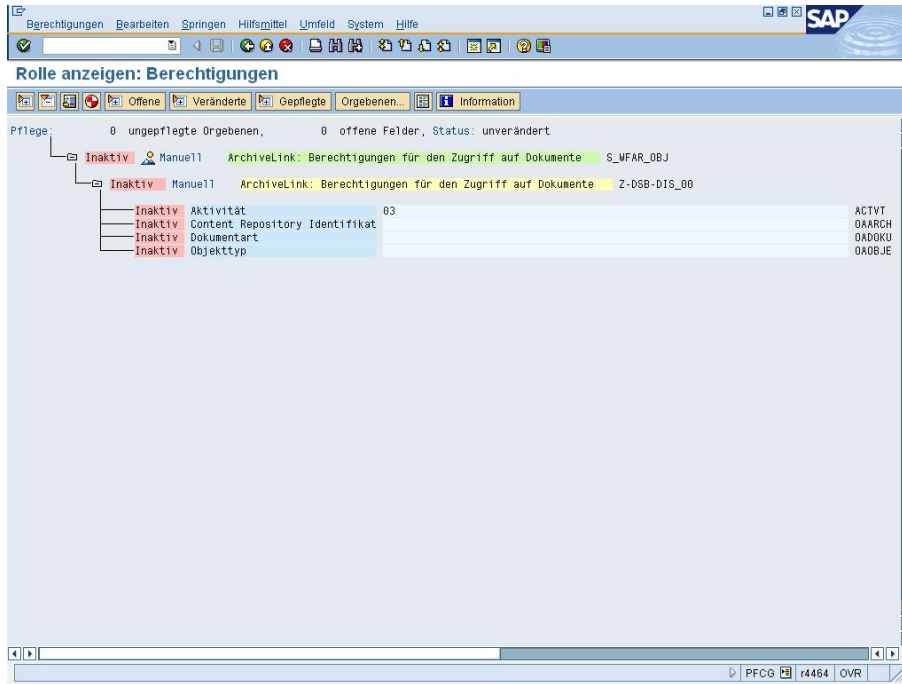 Berechtigungen Bearbeiten Springen Hilfsmittel Umfeld System Hilfe
SAP
Rolle anzeigen: Berechtigungen
Offene Veränderte Gepflegte Orgebenen... Information
Pflege: 0 ungepflegte Orgebenen, 0 offene Felder, Status: unverändert
Inaktiv Manuell ArchiveLink: Berechtigungen für den Zugriff auf Dokumente S_WFAR_OBJ
Inaktiv Manuell ArchiveLink: Berechtigungen für den Zugriff auf Dokumente Z-DSB-DIS_00
Inaktiv Aktivität 03 ACTVT
Inaktiv Content Repository Identifikat OAARCH
Inaktiv Dokumentart OADOKU
Inaktiv Objekttyp OAOBJE
PFCG r4464 OVR